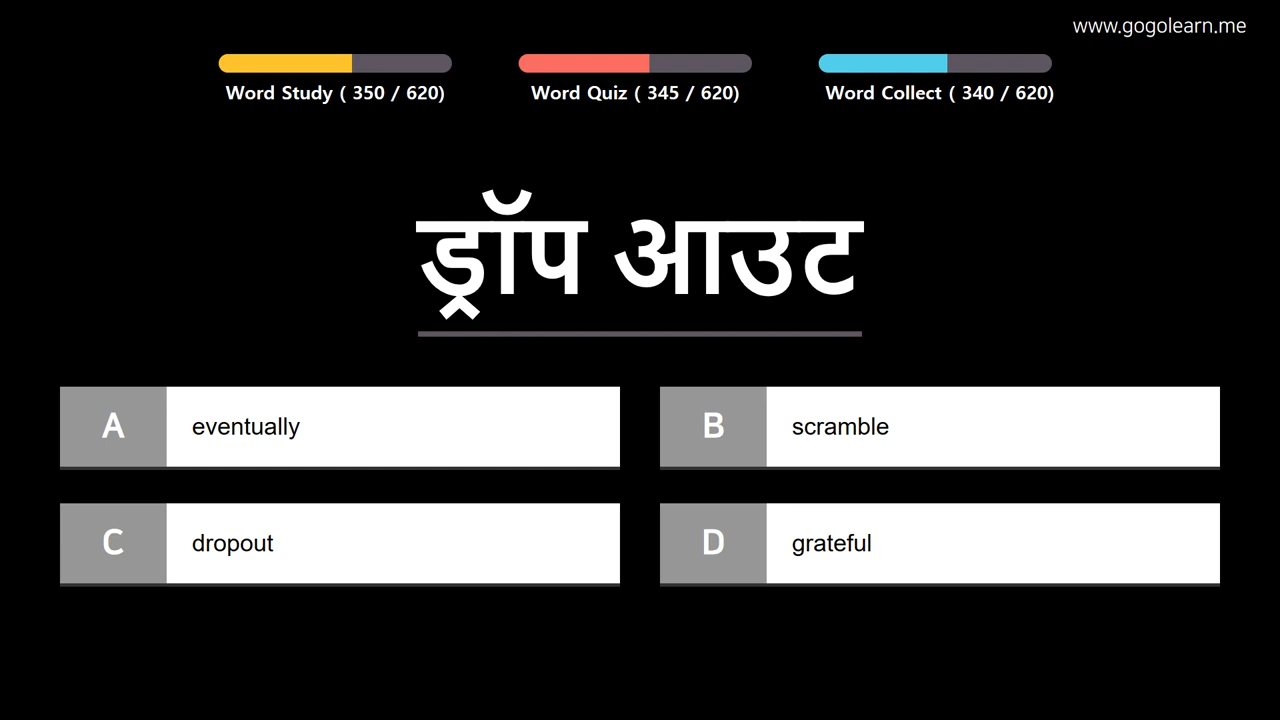 www.gogolearn.me
Word Study ( 350 / 620)
Word Quiz ( 345 / 620)
Word Collect ( 340 / 620)
ड्रॉप आउट
A eventually
B scramble
C dropout
D grateful